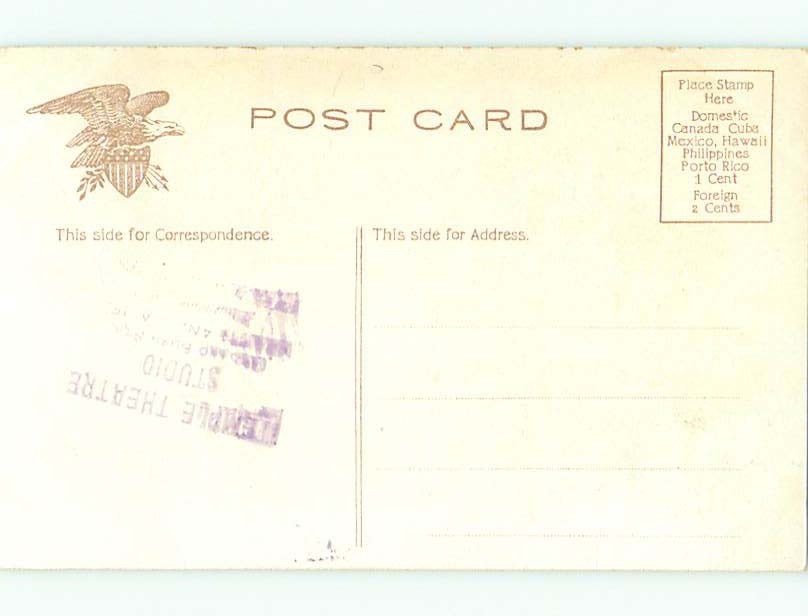 POST CARD
Place Stamp
Here
Domestic
Canada Cuba
Mexico, Hawaii
Philippines
Porto Rico
1 Cent
Foreign
2 Cents
This side for Correspondence.
This side for Address.
TEMPLE THEATRE
STUDIO